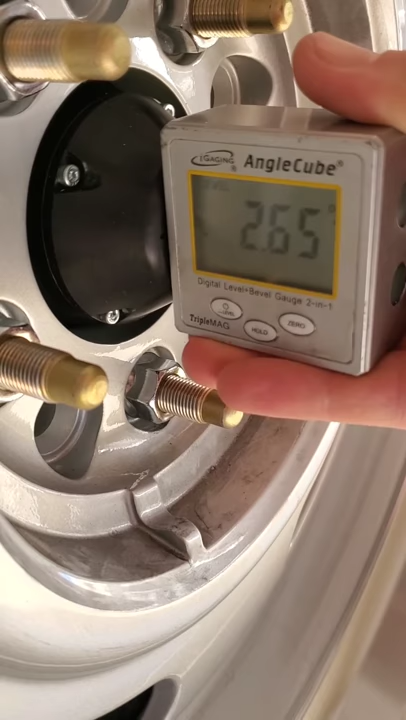 iGAGING®
AngleCube®
2.65°
Digital Level+Bevel Gauge 2-in-1
TripleMAG
HOLD
ZERO